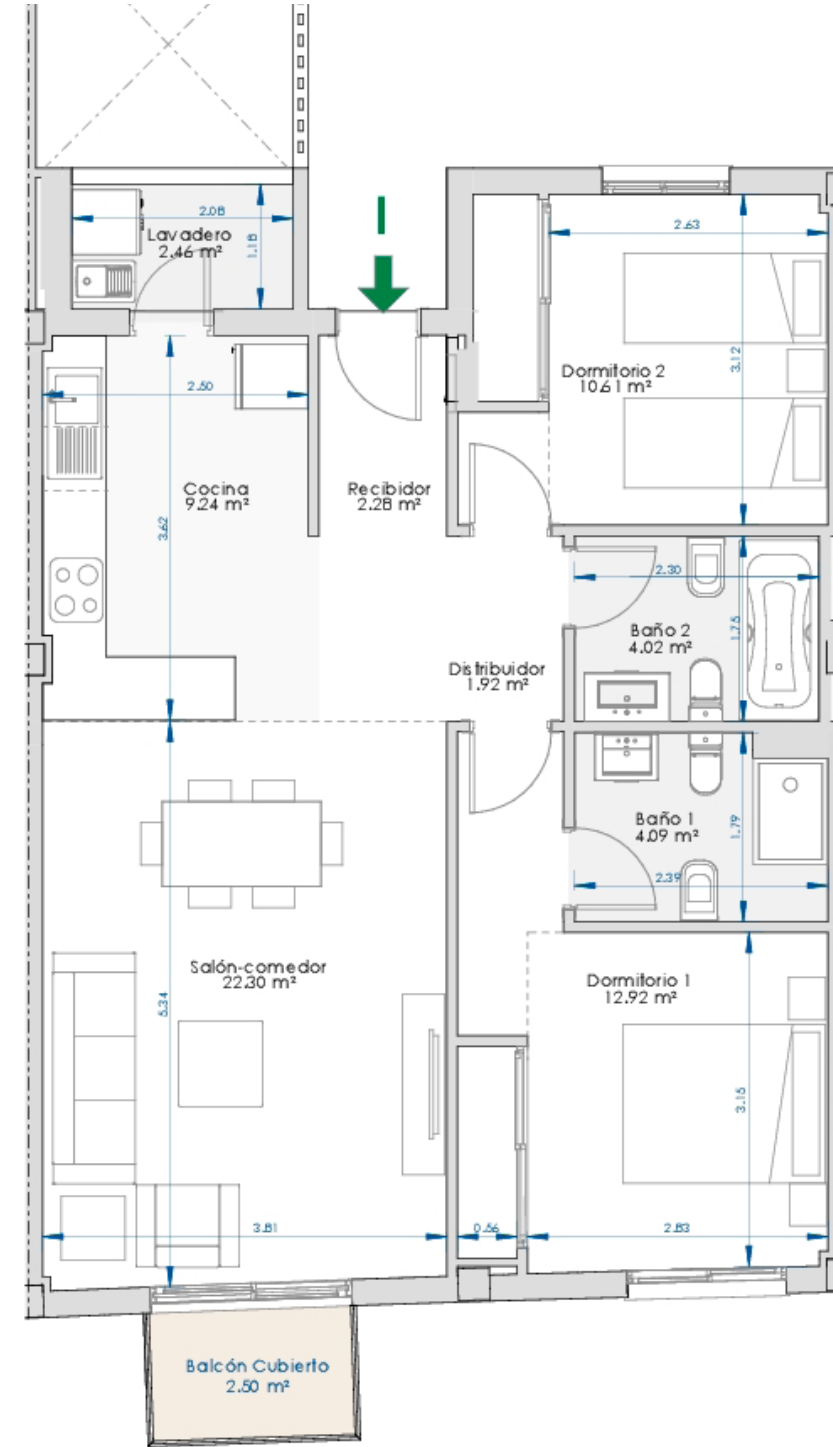 2.08
Lavadero
2.46 m²
1.18
2.50
Cocina
9.24 m²
3.62
Recibidor
2.28 m²
2.63
Dormitorio 2
10.61 m²
3.12
2.30
Baño 2
4.02 m²
1.75
Distribuidor
1.92 m²
Baño 1
4.09 m²
1.79
2.39
Salón-comedor
22.30 m²
5.34
3.81
Dormitorio 1
12.92 m²
3.15
0.56
2.83
Balcón Cubierto
2.50 m²